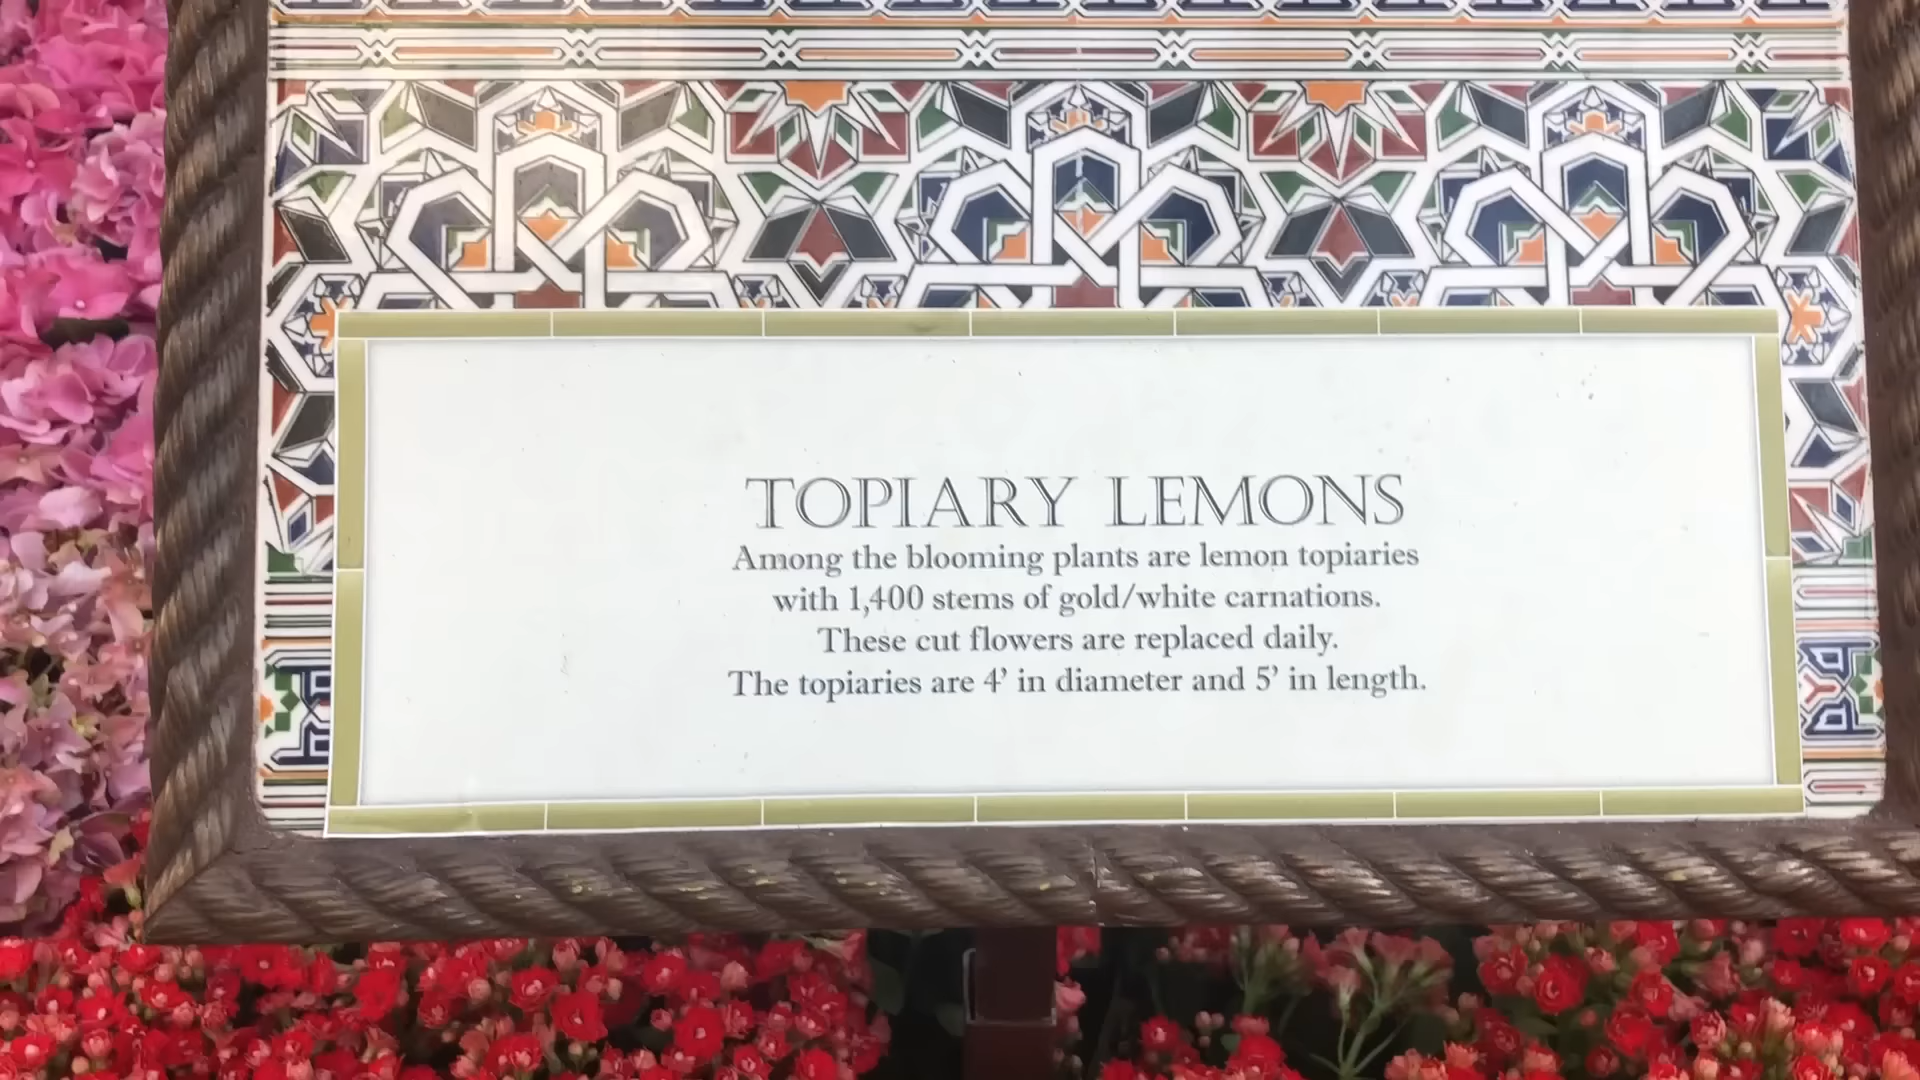 TOPIARY LEMONS
Among the blooming plants are lemon topiaries
with 1,400 stems of gold/white carnations.
These cut flowers are replaced daily.
The topiaries are 4’ in diameter and 5’ in length.